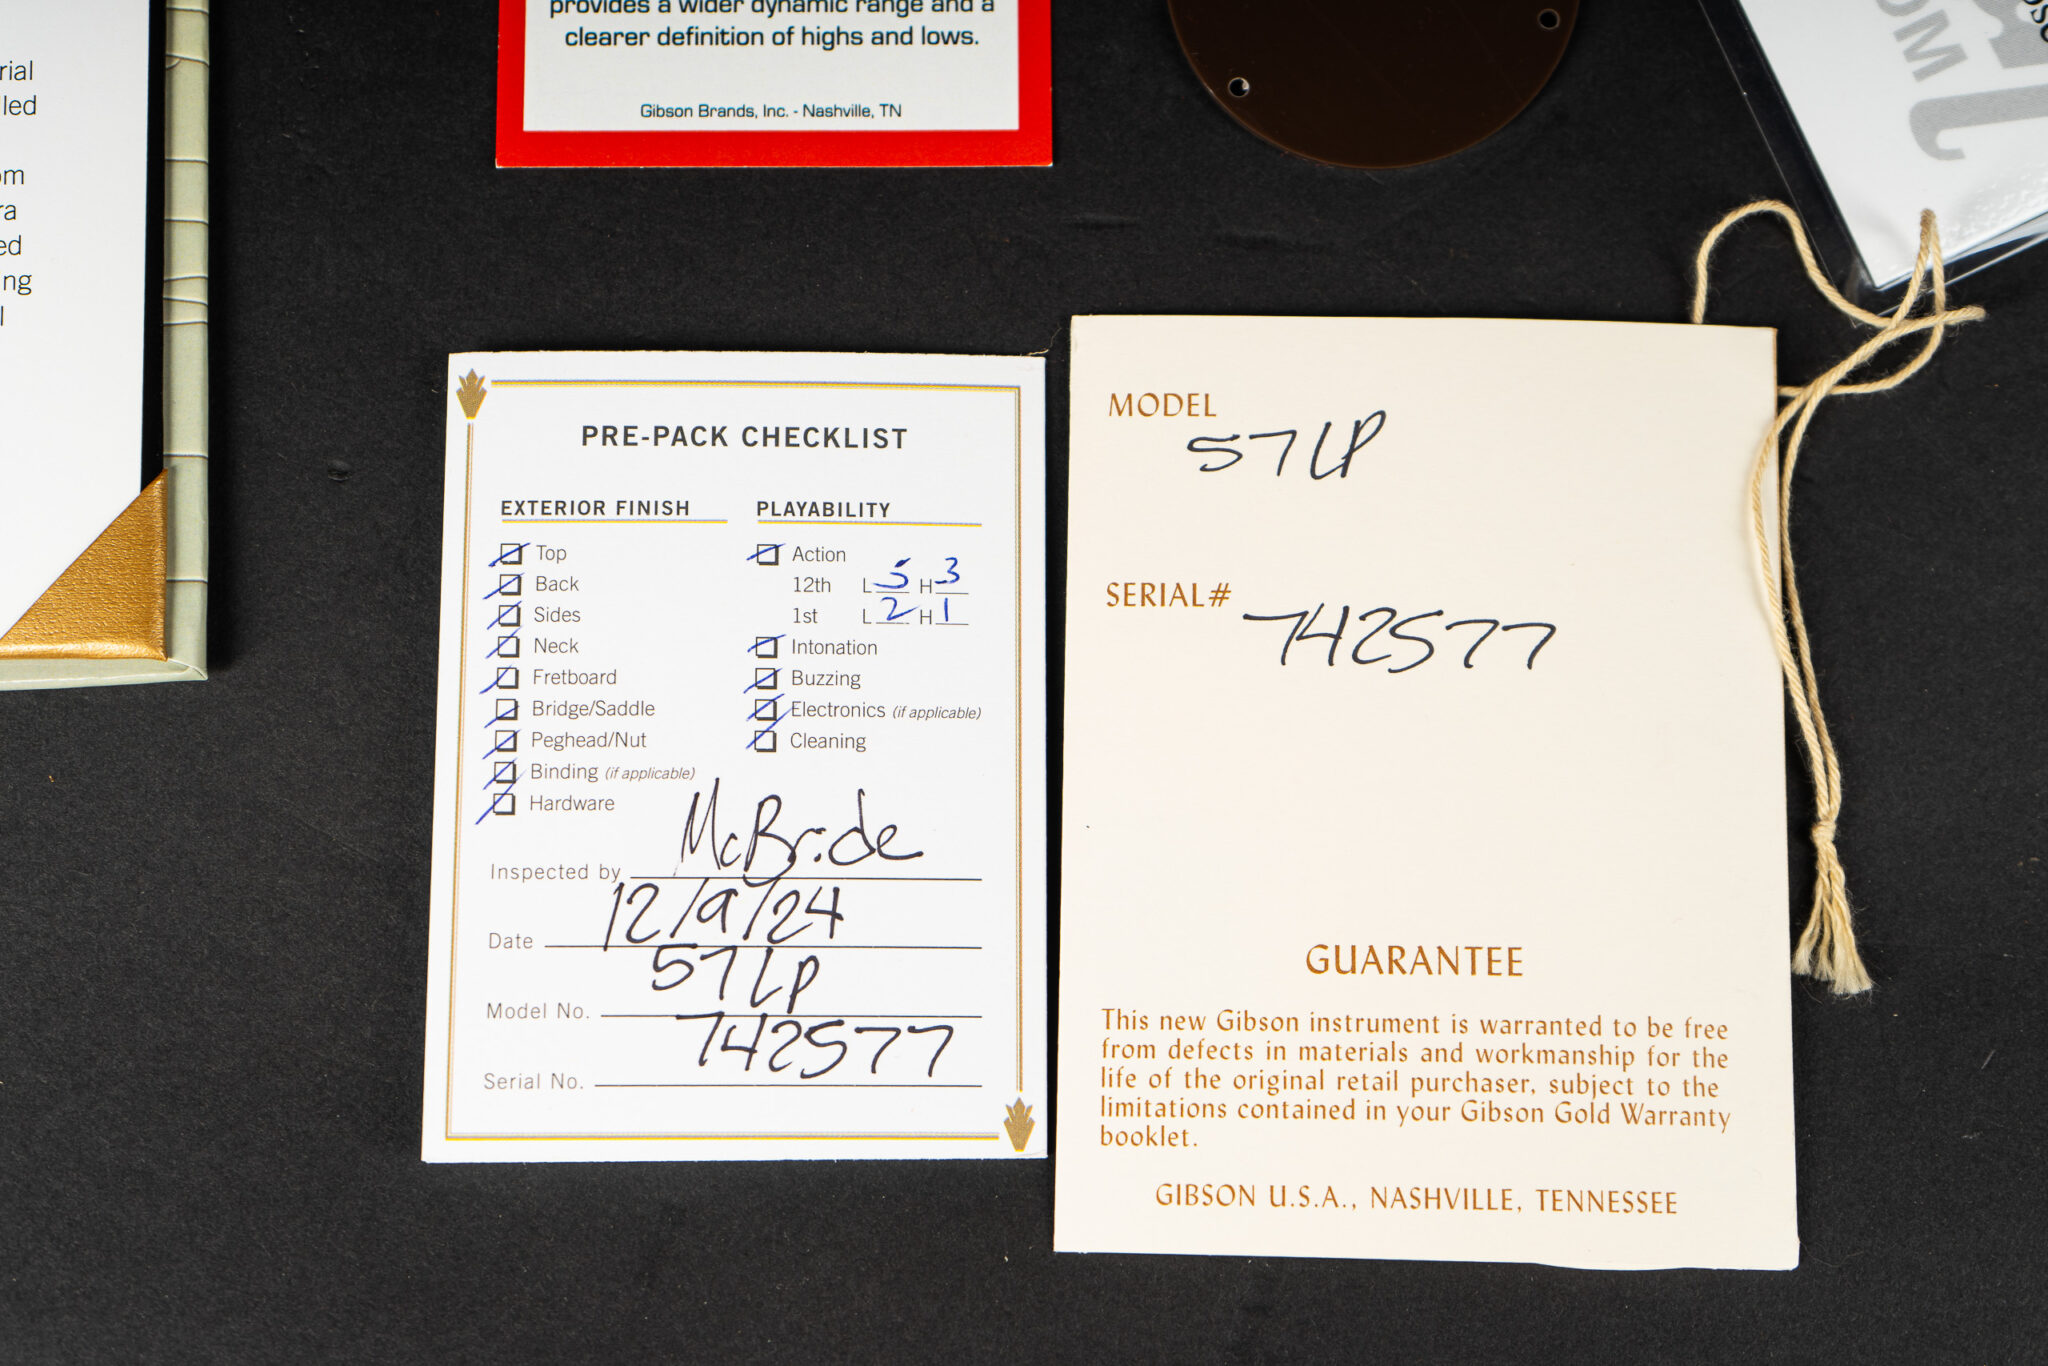 provides a wider dynamic range and a
clearer definition of highs and lows.
Gibson Brands, Inc. - Nashville, TN
PRE-PACK CHECKLIST
EXTERIOR FINISH
Top
Back
Sides
Neck
Fretboard
Bridge/Saddle
Peghead/Nut
Binding (if applicable)
Hardware
PLAYABILITY
Action
12th L 5 H 3
1st L 2 H 1
Intonation
Buzzing
Electronics (if applicable)
Cleaning
Inspected by McBride
Date 12/9/24
Model No. 57LP
Serial No. 742577
MODEL
57LP
SERIAL# 742577
GUARANTEE
This new Gibson instrument is warranted to be free
from defects in materials and workmanship for the
life of the original retail purchaser, subject to the
limitations contained in your Gibson Gold Warranty
booklet.
GIBSON U.S.A., NASHVILLE, TENNESSEE